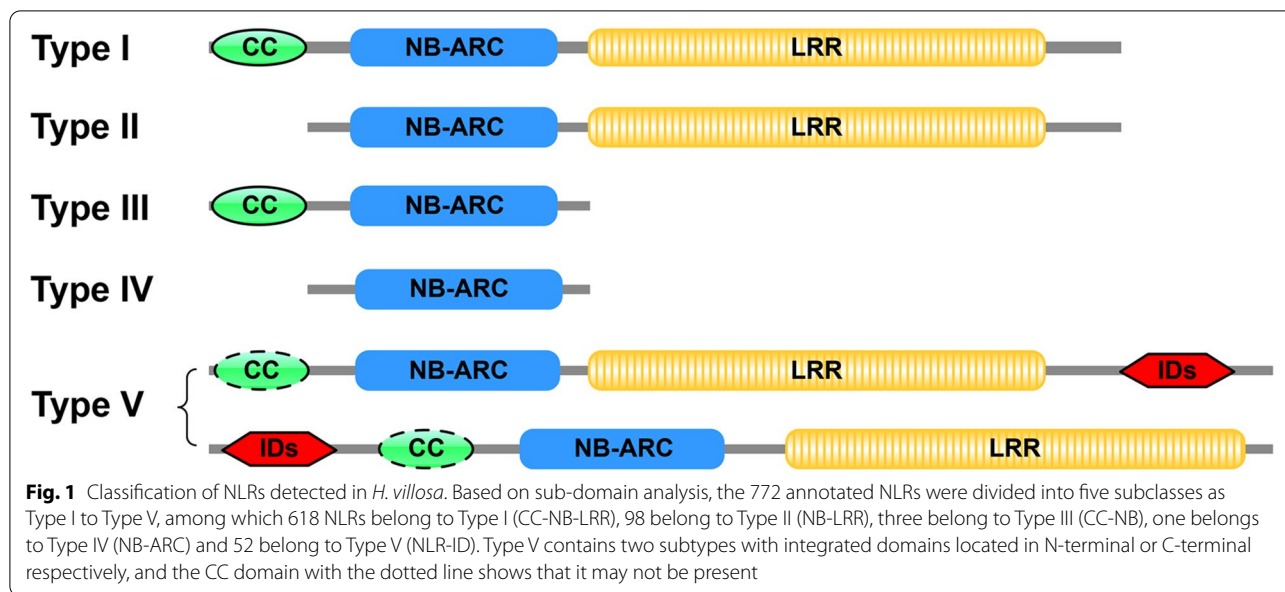 Type I CC NB-ARC LRR
Type II NB-ARC LRR
Type III CC NB-ARC
Type IV NB-ARC
Type V
CC NB-ARC LRR IDs
IDs CC NB-ARC LRR
Fig. 1 Classification of NLRs detected in H. villosa. Based on sub-domain analysis, the 772 annotated NLRs were divided into five subclasses as
Type I to Type V, among which 618 NLRs belong to Type I (CC-NB-LRR), 98 belong to Type II (NB-LRR), three belong to Type III (CC-NB), one belongs
to Type IV (NB-ARC) and 52 belong to Type V (NLR-ID). Type V contains two subtypes with integrated domains located in N-terminal or C-terminal
respectively, and the CC domain with the dotted line shows that it may not be present